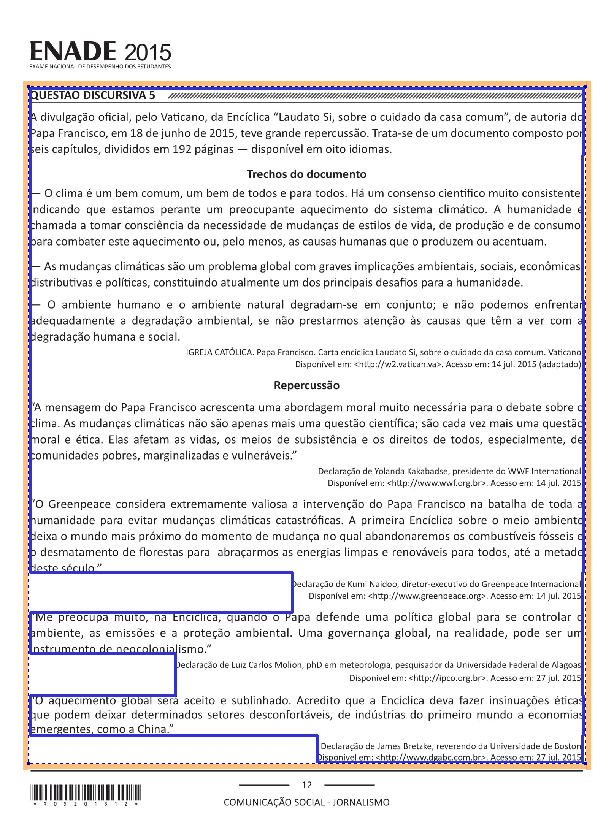 ENADE 2015
EXAME NACIONAL DE DESEMPENHO DOS ESTUDANTES
QUESTÃO DISCURSIVA 5
A divulgação oficial, pelo Vaticano, da Encíclica “Laudato Si, sobre o cuidado da casa comum”, de autoria do
Papa Francisco, em 18 de junho de 2015, teve grande repercussão. Trata-se de um documento composto por
seis capítulos, divididos em 192 páginas — disponível em oito idiomas.
Trechos do documento
— O clima é um bem comum, um bem de todos e para todos. Há um consenso científico muito consistente
indicando que estamos perante um preocupante aquecimento do sistema climático. A humanidade é
chamada a tomar consciência da necessidade de mudanças de estilos de vida, de produção e de consumo
para combater este aquecimento ou, pelo menos, as causas humanas que o produzem ou acentuam.
— As mudanças climáticas são um problema global com graves implicações ambientais, sociais, econômicas,
distributivas e políticas, constituindo atualmente um dos principais desafios para a humanidade.
— O ambiente humano e o ambiente natural degradam-se em conjunto; e não podemos enfrentar
adequadamente a degradação ambiental, se não prestarmos atenção às causas que têm a ver com a
degradação humana e social.
IGREJA CATÓLICA. Papa Francisco. Carta encíclica Laudato Si, sobre o cuidado da casa comum. Vaticano.
Disponível em: <http://w2.vatican.va>. Acesso em: 14 jul. 2015 (adaptado)
Repercussão
“A mensagem do Papa Francisco acrescenta uma abordagem moral muito necessária para o debate sobre o
clima. As mudanças climáticas não são apenas mais uma questão científica; são cada vez mais uma questão
moral e ética. Elas afetam as vidas, os meios de subsistência e os direitos de todos, especialmente, de
comunidades pobres, marginalizadas e vulneráveis.”
Declaração de Yolanda Kakabadse, presidente do WWF International.
Disponível em: <http://www.wwf.org.br>. Acesso em: 14 jul. 2015.
“O Greenpeace considera extremamente valiosa a intervenção do Papa Francisco na batalha de toda a
humanidade para evitar mudanças climáticas catastróficas. A primeira Encíclica sobre o meio ambiente
deixa o mundo mais próximo do momento de mudança no qual abandonaremos os combustíveis fósseis e
o desmatamento de florestas para abraçarmos as energias limpas e renováveis para todos, até a metade
deste século.”
Declaração de Kumi Naidoo, diretor-executivo do Greenpeace Internacional.
Disponível em: <http://www.greenpeace.org>. Acesso em: 14 jul. 2015.
“Me preocupa muito, na Encíclica, quando o Papa defende uma política global para se controlar o
ambiente, as emissões e a proteção ambiental. Uma governança global, na realidade, pode ser um
instrumento de neocolonialismo.”
Declaração de Luiz Carlos Molion, phD em meteorologia, pesquisador da Universidade Federal de Alagoas.
Disponível em: <http://ipco.org.br>. Acesso em: 27 jul. 2015.
“O aquecimento global será aceito e sublinhado. Acredito que a Encíclica deva fazer insinuações éticas
que podem deixar determinados setores desconfortáveis, de indústrias do primeiro mundo a economias
emergentes, como a China.”
Declaração de James Bretzke, reverendo da Universidade de Boston.
Disponível em: <http://www.dgabc.com.br>. Acesso em: 27 jul. 2015.
12
COMUNICAÇÃO SOCIAL - JORNALISMO